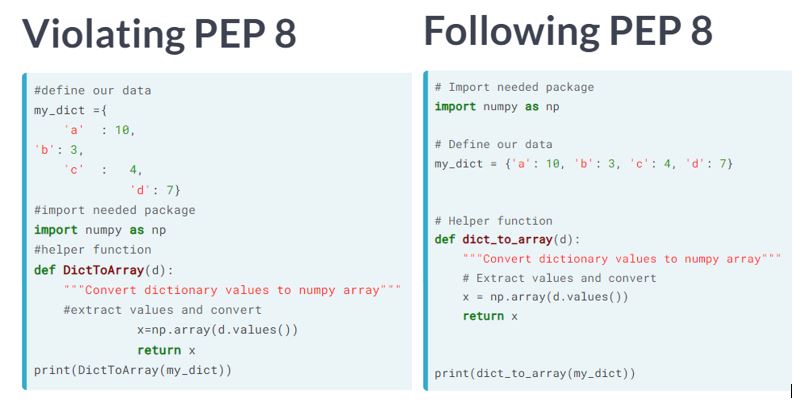 Violating PEP 8
#define our data
my_dict ={
    'a'  : 10,
'b': 3,
    'c'  :   4,
             'd': 7}
#import needed package
import numpy as np
#helper function
def DictToArray(d):
    """Convert dictionary values to numpy array"""
    #extract values and convert
              x=np.array(d.values())
              return x
print(DictToArray(my_dict))
Following PEP 8
# Import needed package
import numpy as np

# Define our data
my_dict = {'a': 10, 'b': 3, 'c': 4, 'd': 7}


# Helper function
def dict_to_array(d):
    """Convert dictionary values to numpy array"""
    # Extract values and convert
    x = np.array(d.values())
    return x


print(dict_to_array(my_dict))